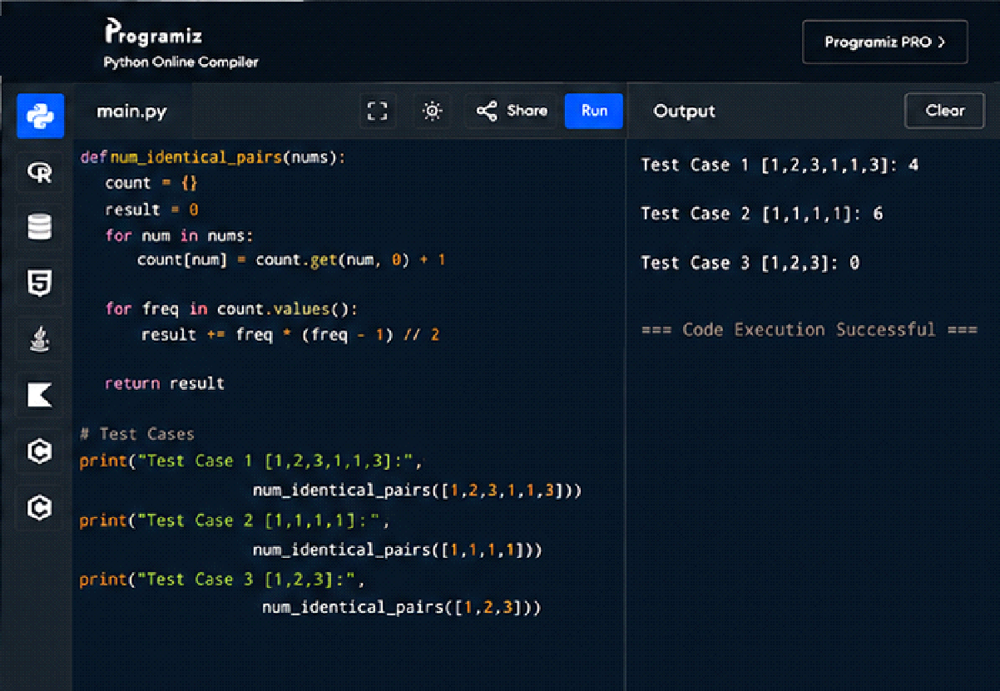 Programiz
Python Online Compiler
Programiz PRO >
main.py
Share
Run
Output
Clear
def num_identical_pairs(nums):
count = {}
result = 0
for num in nums:
count[num] = count.get(num, 0) + 1
for freq in count.values():
result += freq * (freq - 1) // 2
return result
# Test Cases
print("Test Case 1 [1,2,3,1,1,3]:",
num_identical_pairs([1,2,3,1,1,3]))
print("Test Case 2 [1,1,1,1]:",
num_identical_pairs([1,1,1,1]))
print("Test Case 3 [1,2,3]:",
num_identical_pairs([1,2,3]))
Test Case 1 [1,2,3,1,1,3]: 4
Test Case 2 [1,1,1,1]: 6
Test Case 3 [1,2,3]: 0
=== Code Execution Successful ===